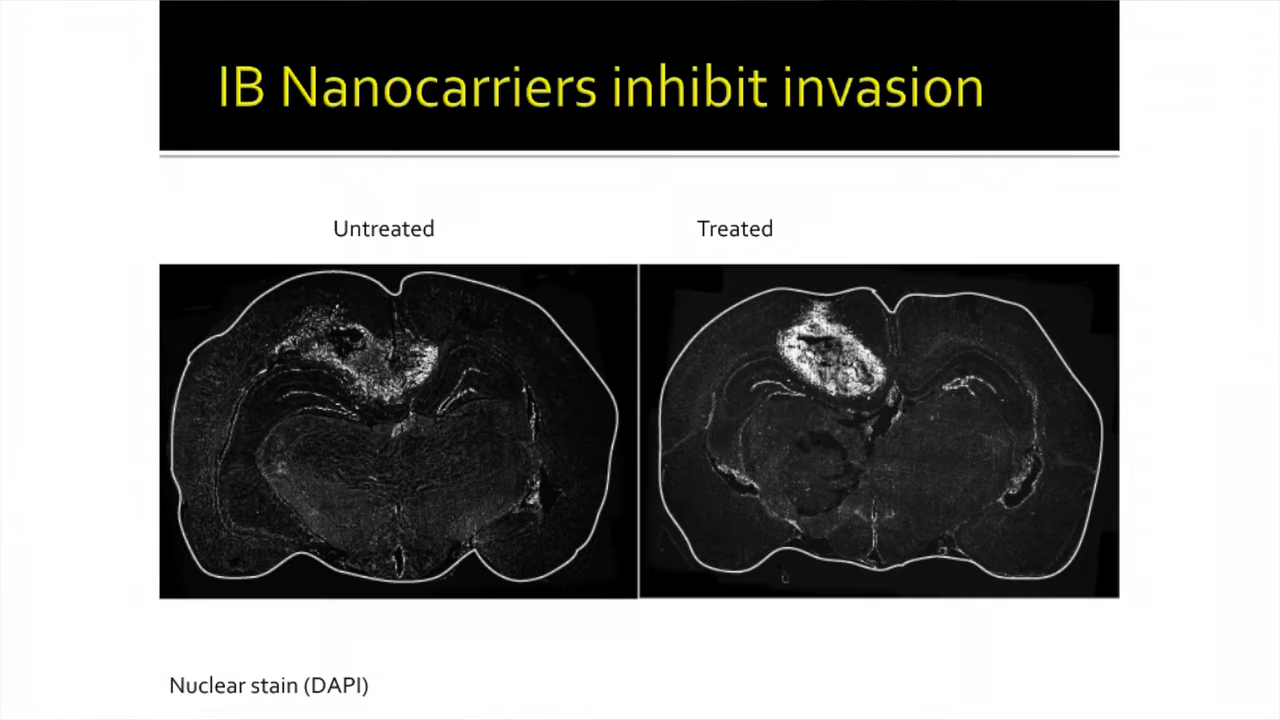 IB Nanocarriers inhibit invasion
Untreated
Treated
Nuclear stain (DAPI)